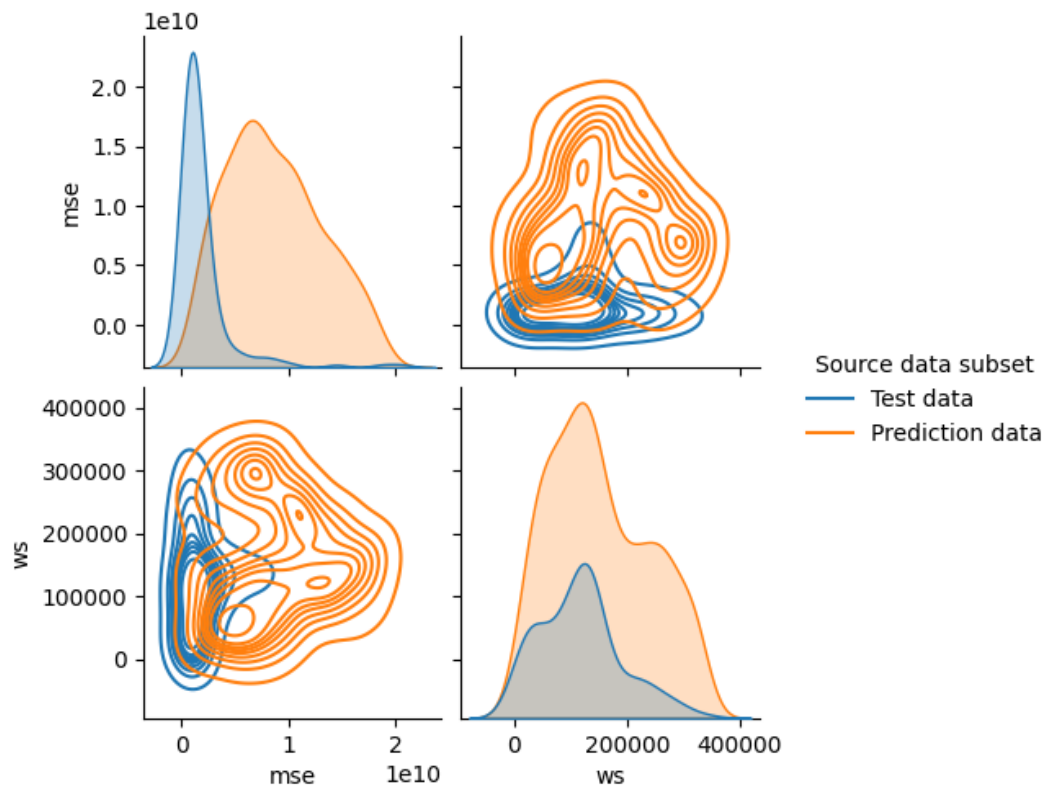 1e10
2.0
1.5
1.0
0.5
0.0
mse
Source data subset
Test data
Prediction data
400000
300000
200000
100000
0
ws
0 1 2
1e10
mse
0 200000 400000
ws